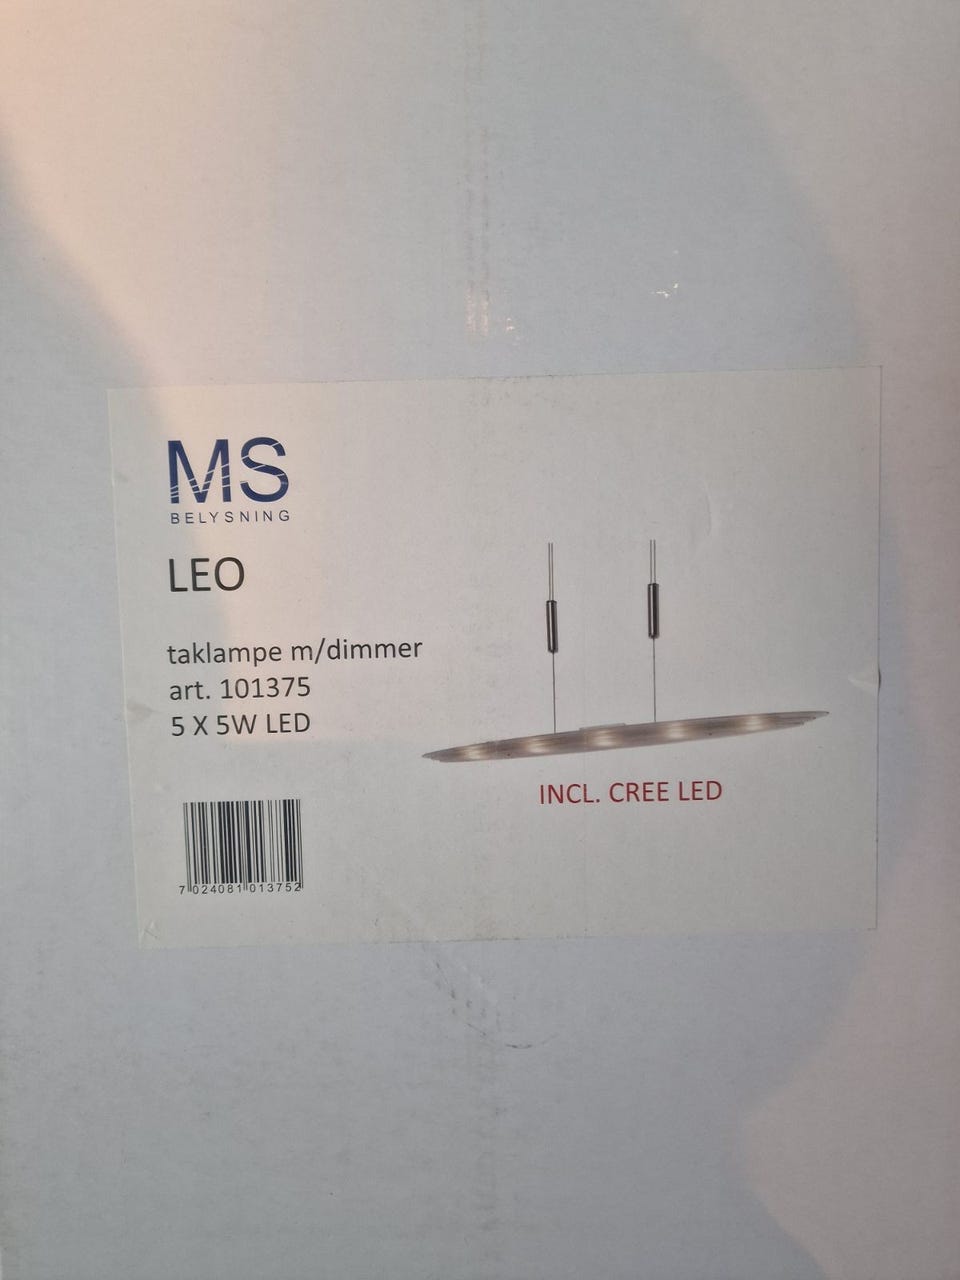 MS
BELYSNING
LEO
taklampe m/dimmer
art. 101375
5 X 5W LED
INCL. CREE LED
7 024081 013752